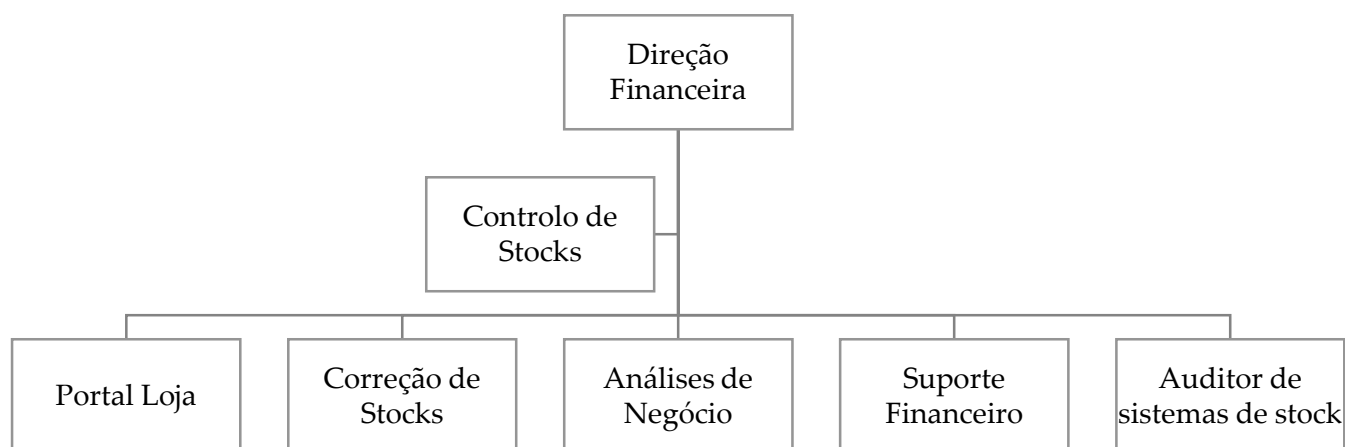 Direção
Financeira
Controlo de
Stocks
Portal Loja
Correção de
Stocks
Análises de
Negócio
Suporte
Financeiro
Auditor de
sistemas de stock